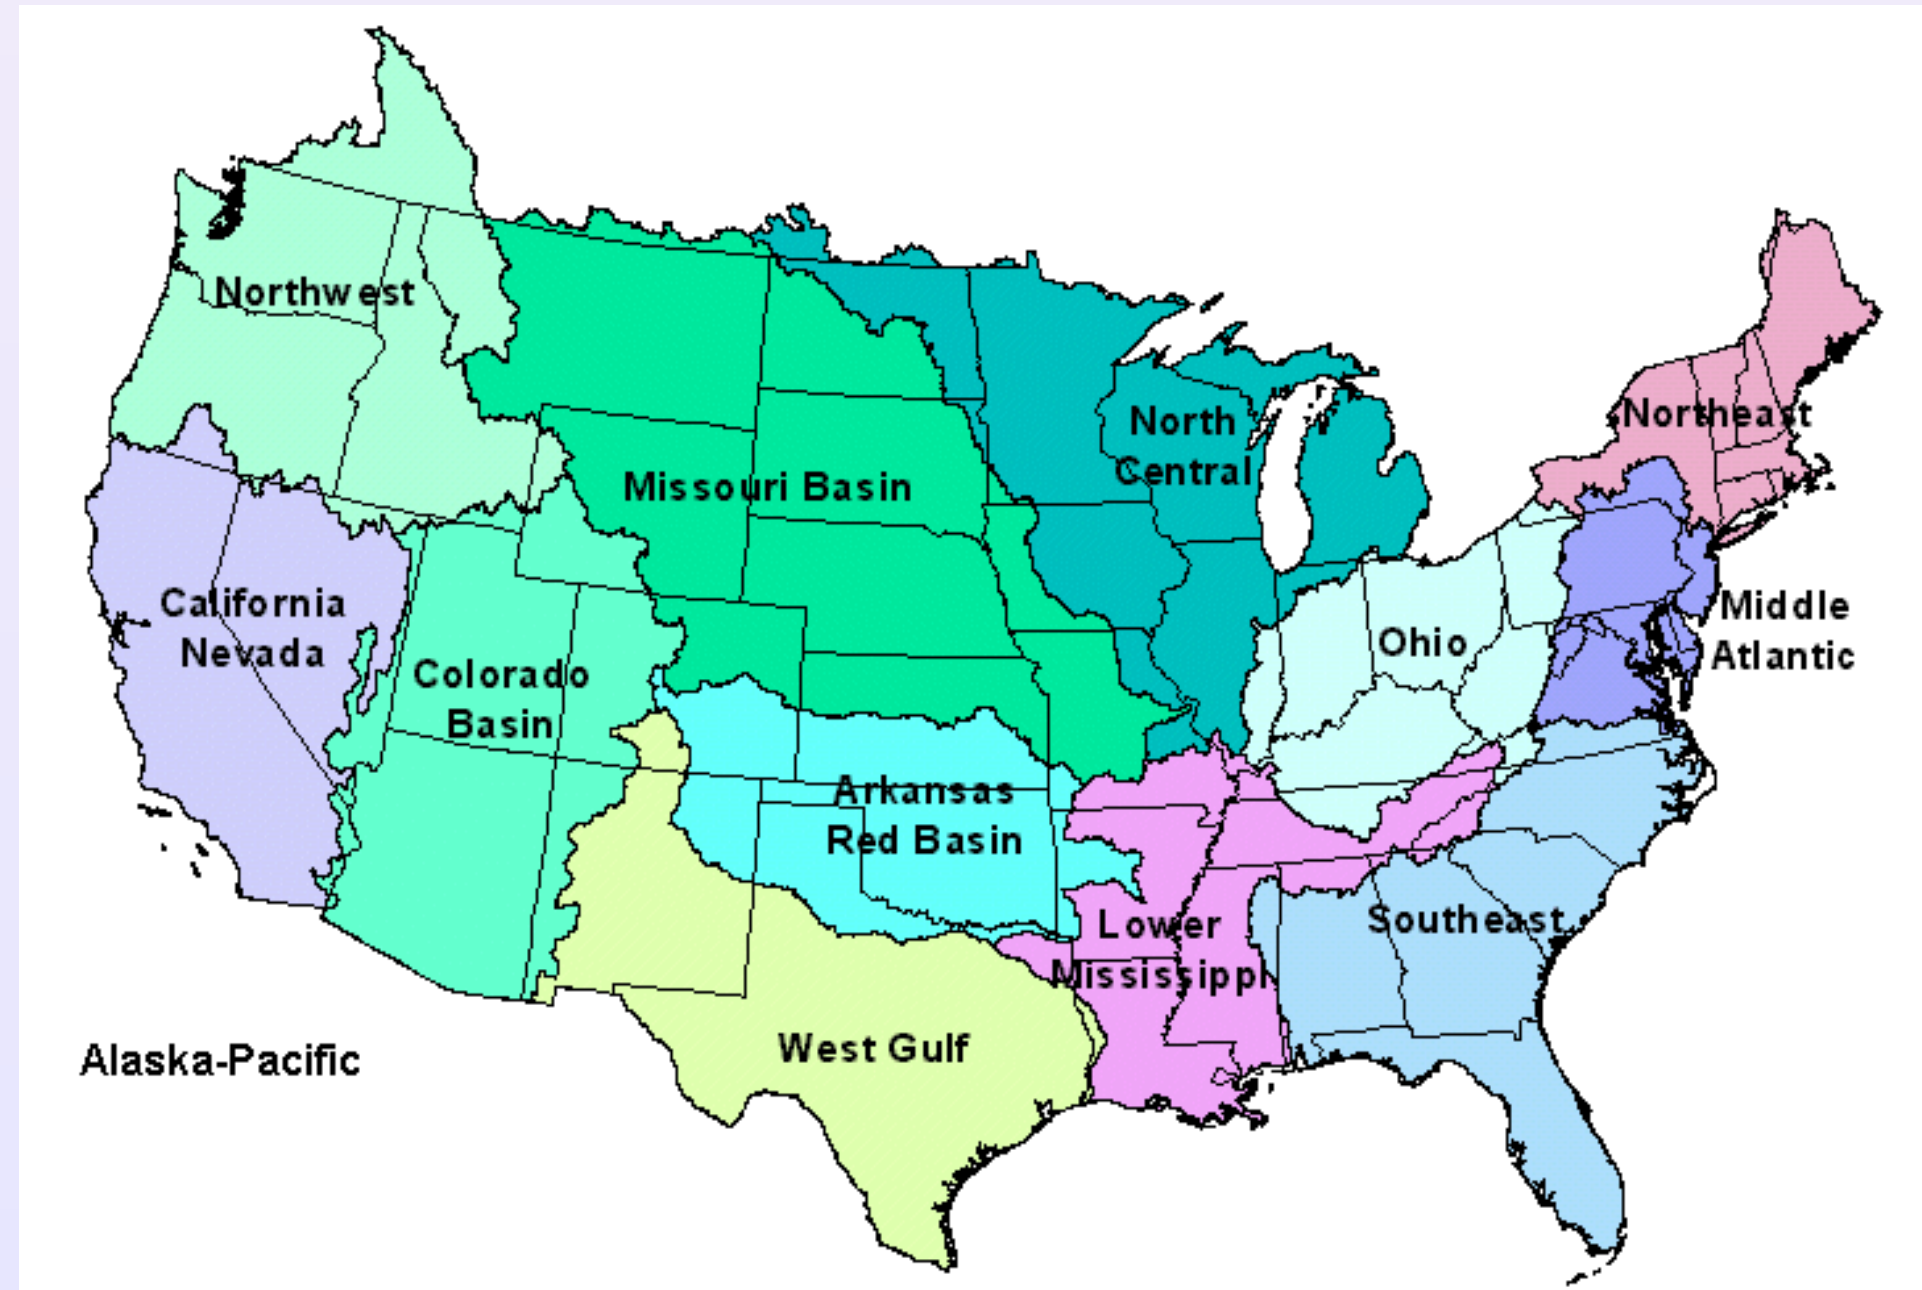 Northwest
Northeast
North
Central
Missouri Basin
California
Nevada
Middle
Atlantic
Ohio
Colorado
Basin
Arkansas
Red Basin
Lower
Mississippi
Southeast
West Gulf
Alaska-Pacific